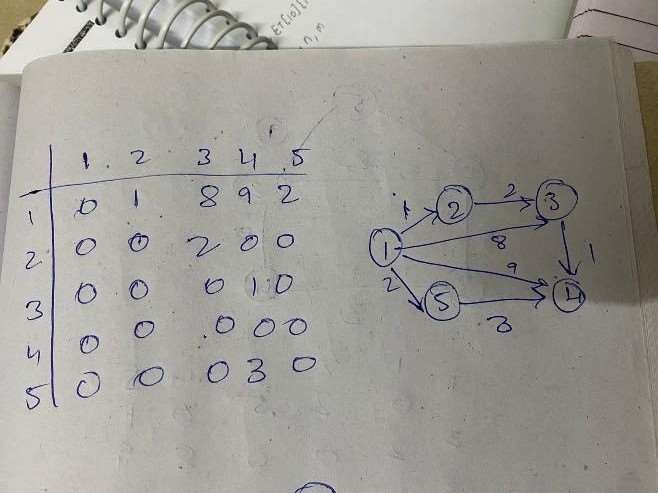 ET[10][
n, m
1 2 3 4 5
1 0 1 8 9 2
2 0 0 2 0 0
3 0 0 0 1 0
4 0 0 0 0 0
5 0 0 0 3 0
1 2 2 3
1 8 1
9
2 5 3 4